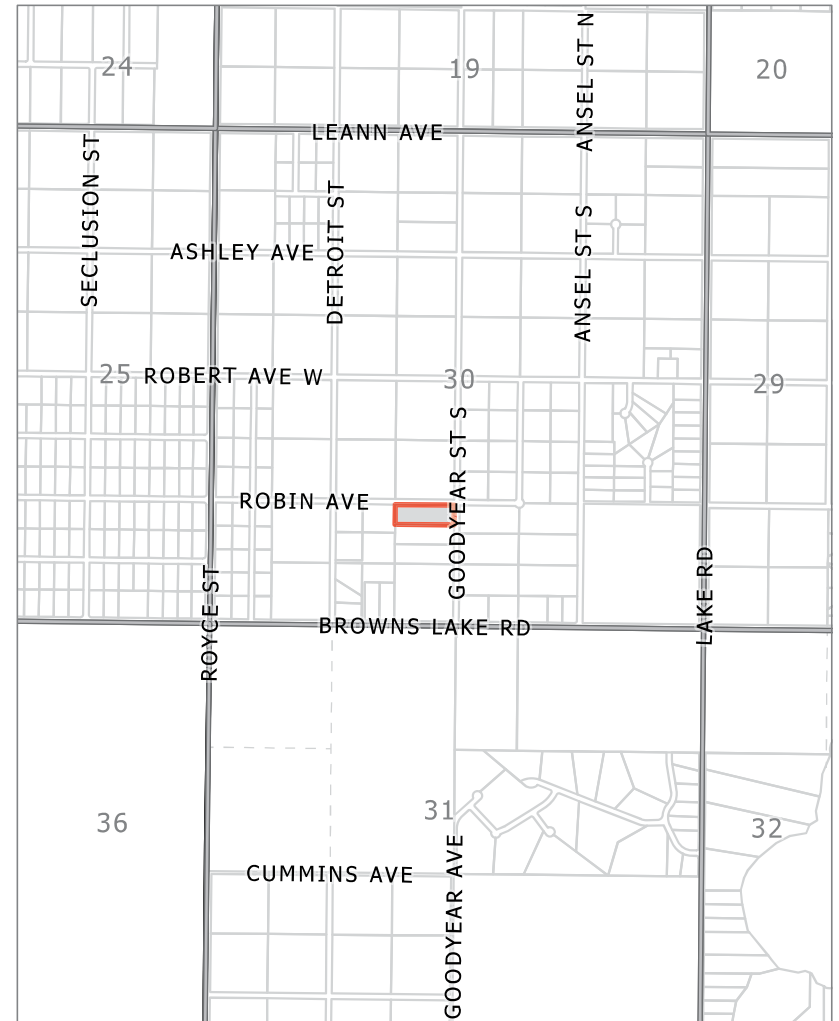 24
19
20
ANSEL ST N
LEANN AVE
SECLUSION ST
DETROIT ST
ANSEL ST S
ASHLEY AVE
25
ROBERT AVE W
30
29
GOODYEAR ST S
ROBIN AVE
ROYCE ST
LAKE RD
BROWNS LAKE RD
36
31
32
CUMMINS AVE
GOODYEAR AVE